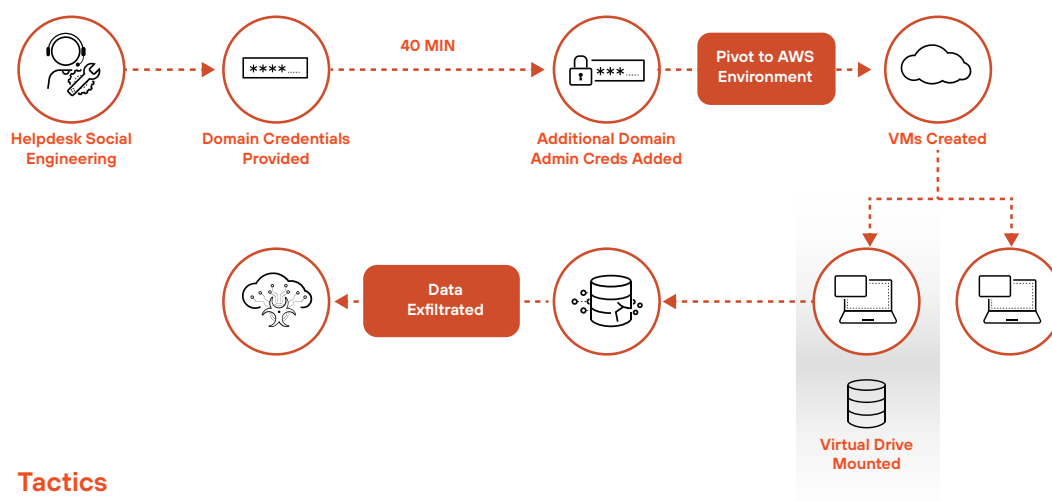 40 MIN
Pivot to AWS
Environment
****.....
***.....
Helpdesk Social
Engineering
Domain Credentials
Provided
Additional Domain
Admin Creds Added
VMs Created
Data
Exfiltrated
Virtual Drive
Mounted
Tactics